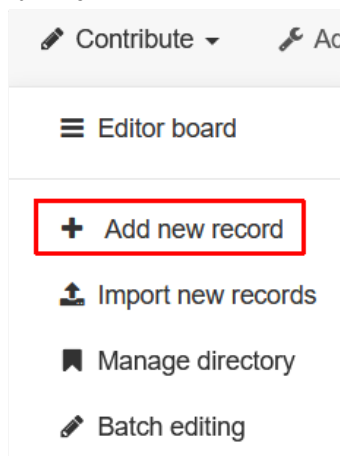 Contribute
Editor board
Add new record
Import new records
Manage directory
Batch editing